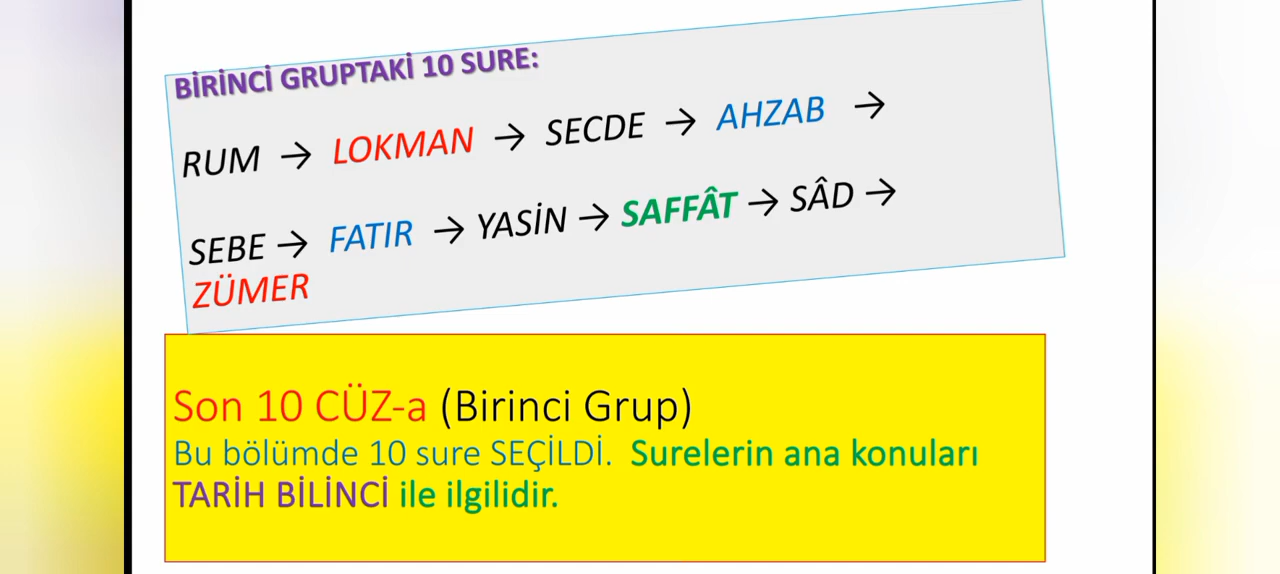 BİRİNCİ GRUPTAKİ 10 SURE:
RUM → LOKMAN → SECDE → AHZAB →
SEBE → FATIR → YASİN → SAFFÂT → SÂD →
ZÜMER
Son 10 CÜZ-a (Birinci Grup)
Bu bölümde 10 sure SEÇİLDİ. Surelerin ana konuları
TARİH BİLİNCİ ile ilgilidir.